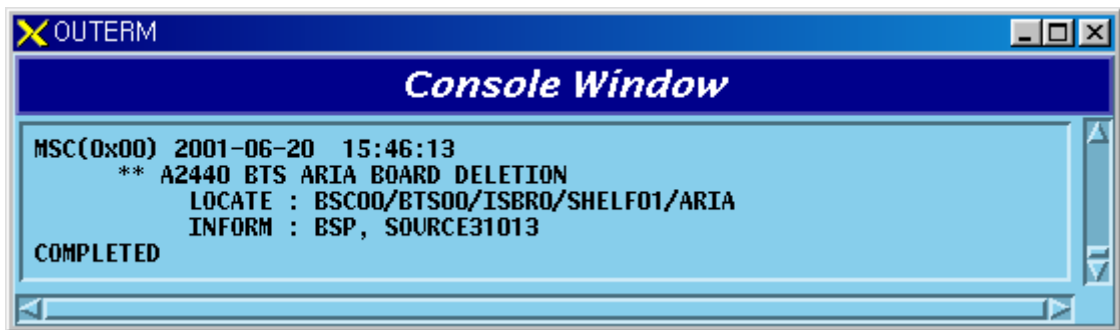 OUTERM
Console Window
MSC(0x00) 2001-06-20 15:46:13
** A2440 BTS ARIA BOARD DELETION
LOCATE : BSC00/BTS00/ISBR0/SHELF01/ARIA
INFORM : BSP, SOURCE31013
COMPLETED